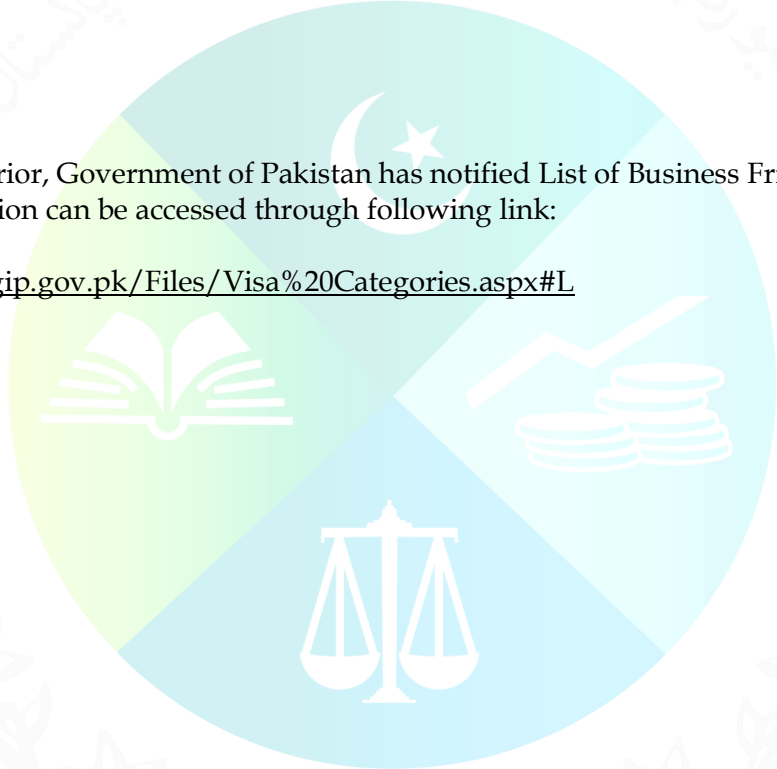 rior, Government of Pakistan has notified List of Business Fri
ion can be accessed through following link:
gip.gov.pk/Files/Visa%20Categories.aspx#L